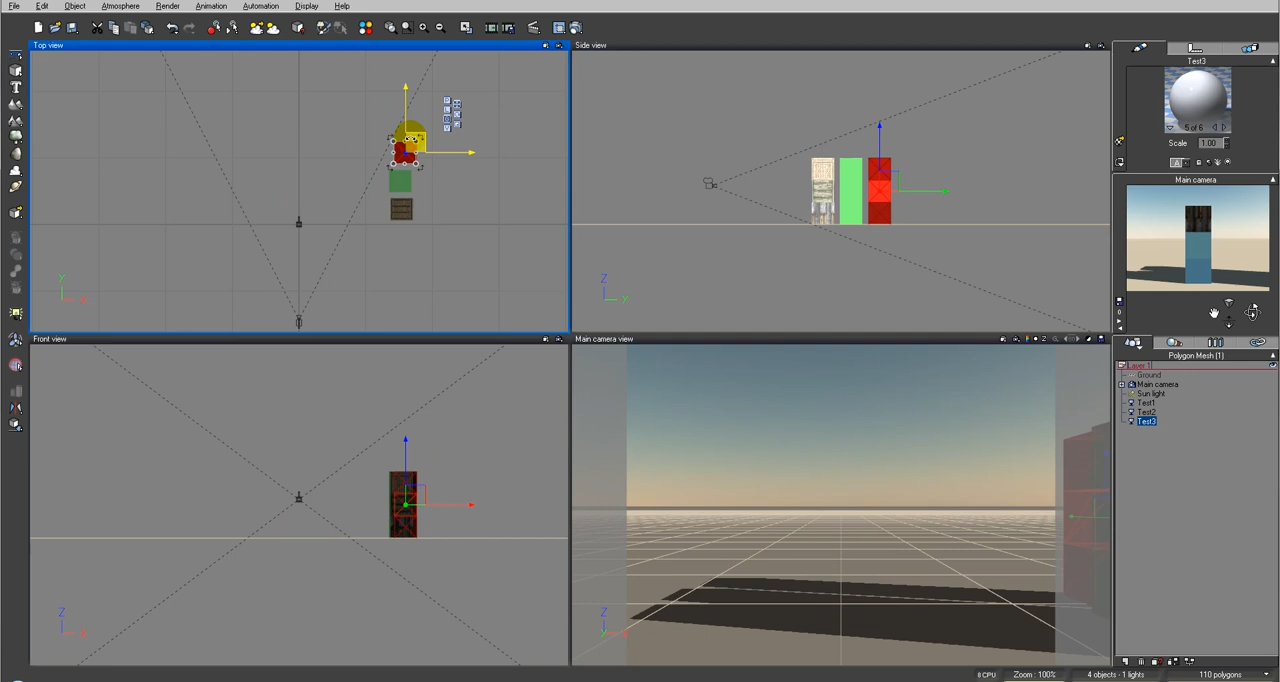 File Edit Object Atmosphere Render Animation Automation Display Help
Top view
Side view
Test3
5 of 6
Scale 1.00
Main camera
Y
X
Z
Y
Front view
Main camera view
Z
Polygon Mesh (1)
Layer 1
Ground
Main camera
Sun light
Test1
Test2
Test3
Z
X
Z
8 CPU Zoom : 100% 4 objects - 1 lights 110 polygons